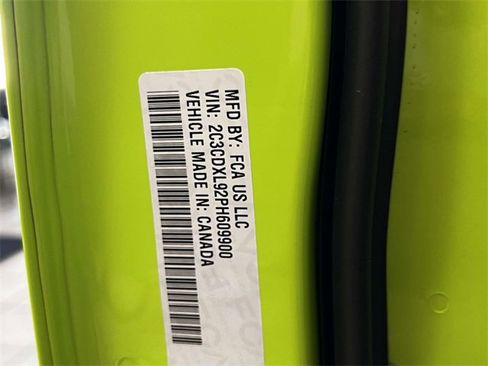 MFD BY: FCA US LLC
VIN: 2C3CDXL92PH609900
VEHICLE MADE IN: CANADA